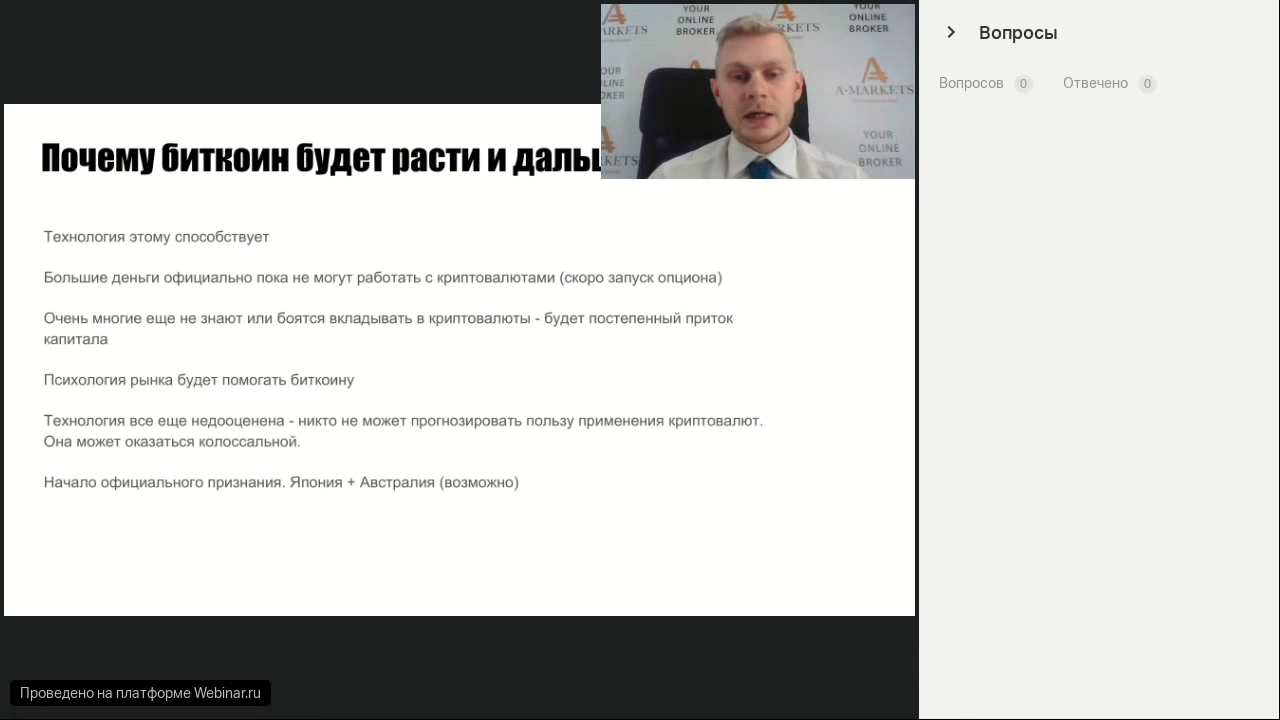 YOUR
ONLINE
BROKER
A-MARKETS
YOUR
ONLINE
BROKER
Вопросы
Вопросов 0 Отвечено 0
Почему биткоин будет расти и
Технология этому способствует
Большие деньги официально пока не могут работать с криптовалютами (скоро запуск опциона)
Очень многие еще не знают или боятся вкладывать в криптовалюты - будет постепенный приток
капитала
Психология рынка будет помогать биткоину
Технология все еще недооценена - никто не может прогнозировать пользу применения криптовалют.
Она может оказаться колоссальной.
Начало официального признания. Япония + Австралия (возможно)
Проведено на платформе Webinar.ru